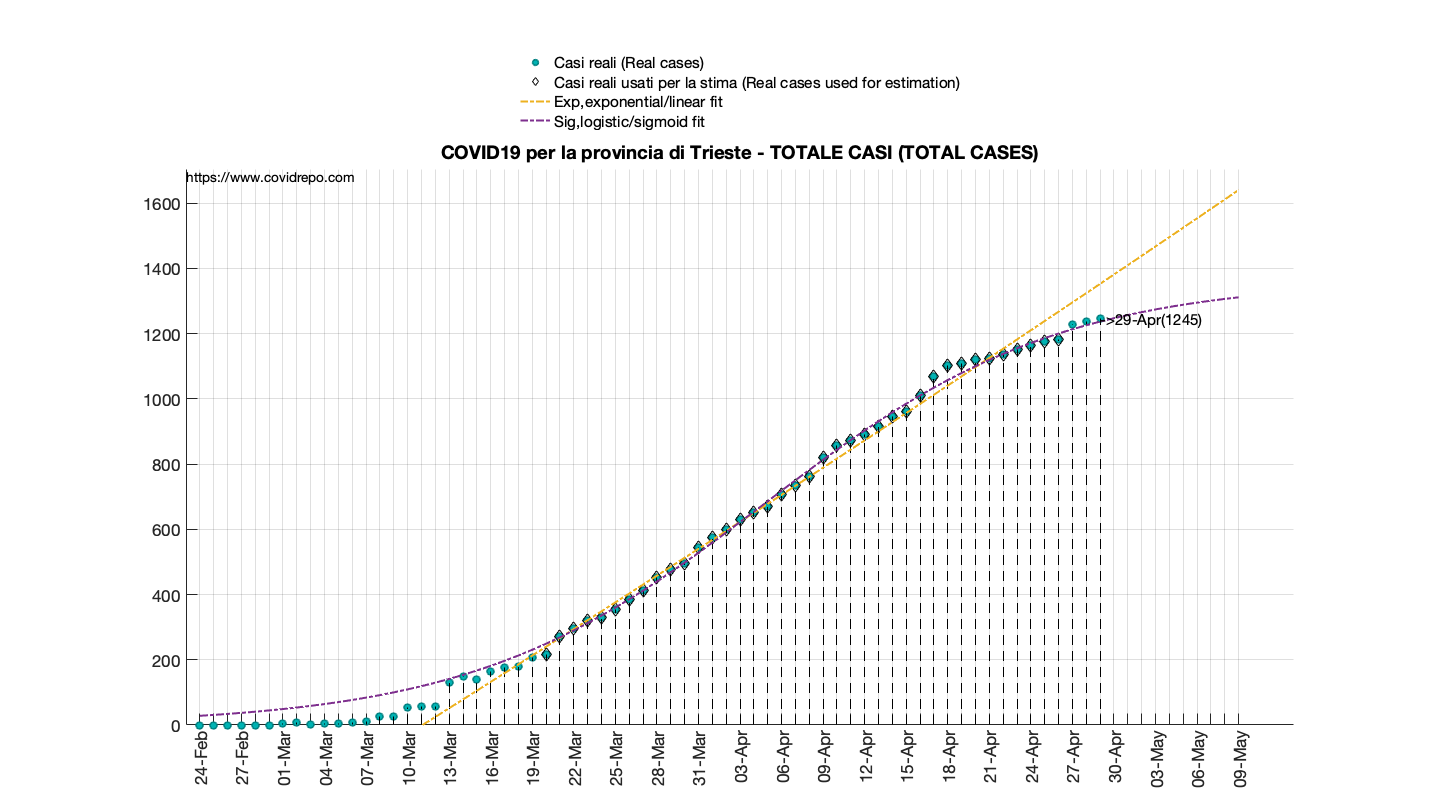 Casi reali (Real cases)
Casi reali usati per la stima (Real cases used for estimation)
Exp,exponential/linear fit
Sig,logistic/sigmoid fit
COVID19 per la provincia di Trieste - TOTALE CASI (TOTAL CASES)
https://www.covidrepo.com
1600
1400
1200
1000
800
600
400
200
0
->29-Apr(1245)
24-Feb
27-Feb
01-Mar
04-Mar
07-Mar
10-Mar
13-Mar
16-Mar
19-Mar
22-Mar
25-Mar
28-Mar
31-Mar
03-Apr
06-Apr
09-Apr
12-Apr
15-Apr
18-Apr
21-Apr
24-Apr
27-Apr
30-Apr
03-May
06-May
09-May